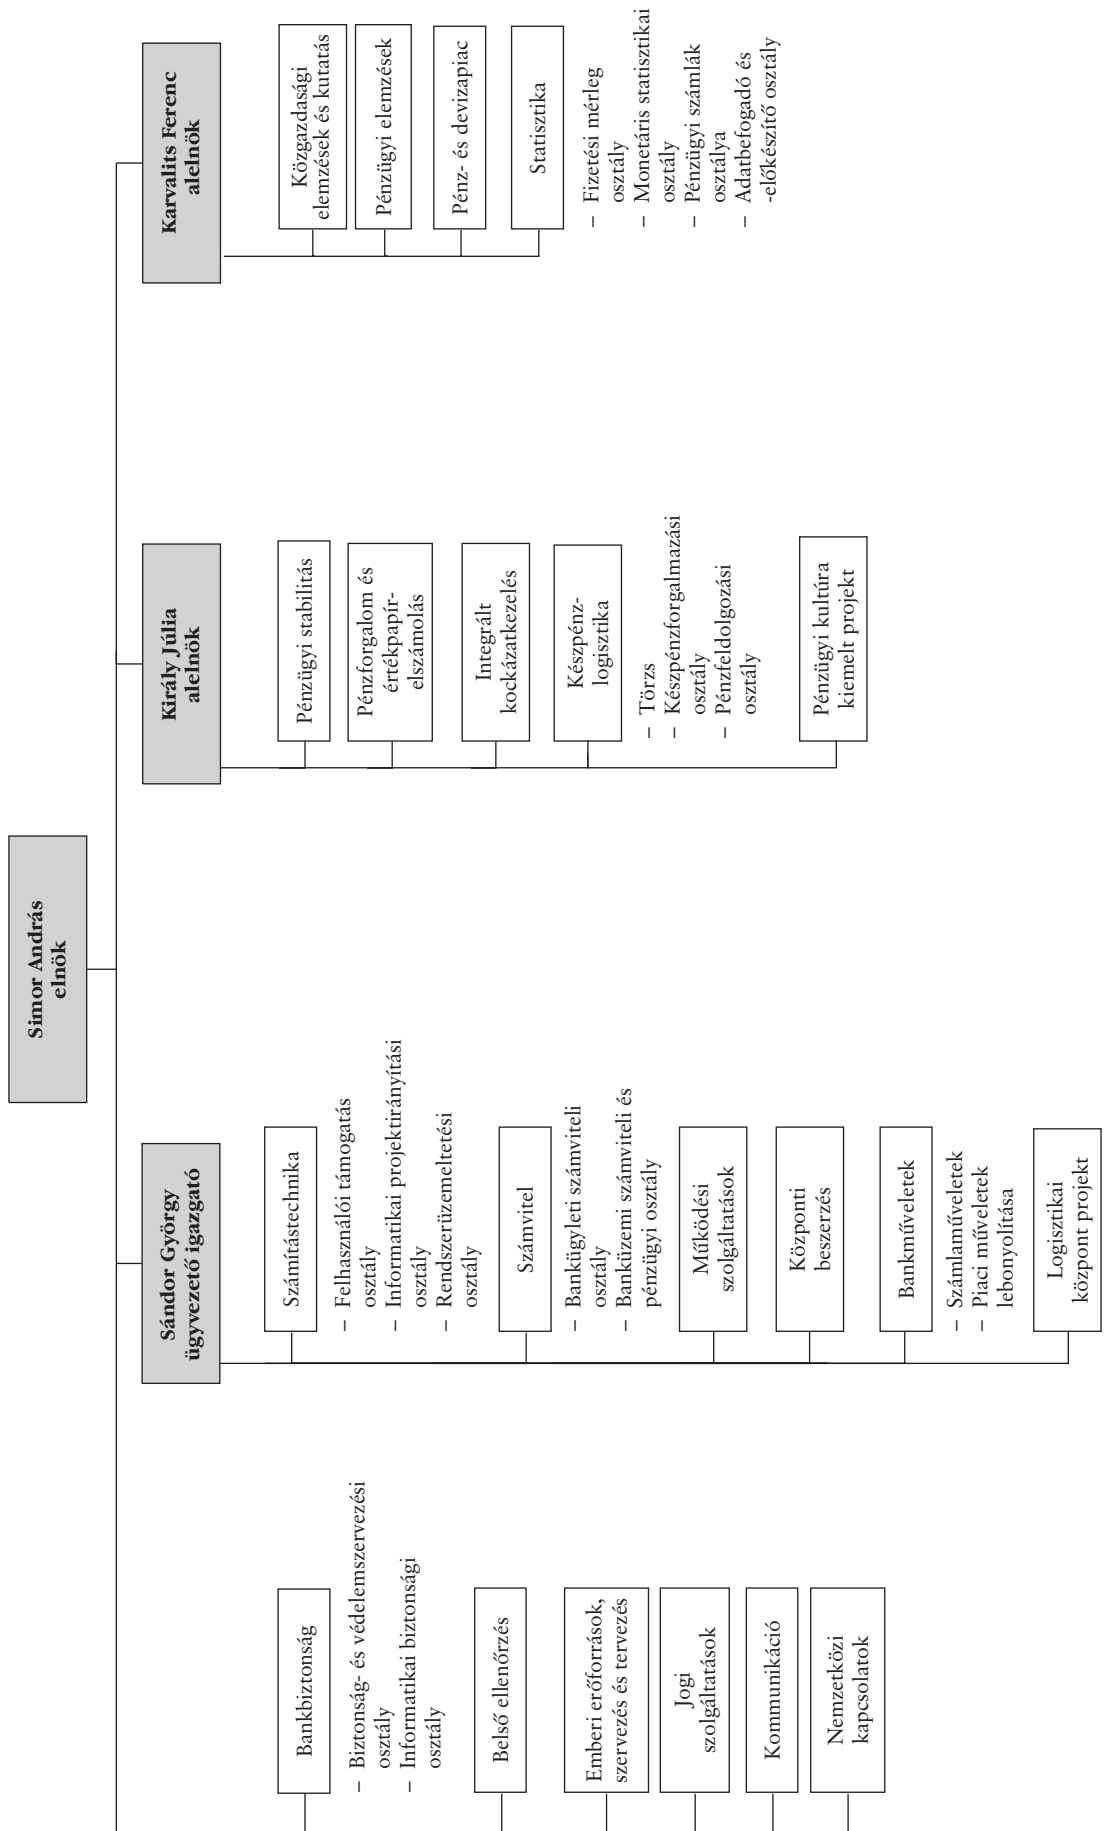 Simor András
elnök
Bankbiztonság
– Biztonság- és védelemszervezési
osztály
– Informatikai biztonsági
osztály
Belső ellenőrzés
Emberi erőforrások,
szervezés és tervezés
Jogi
szolgáltatások
Kommunikáció
Nemzetközi
kapcsolatok
Sándor György
ügyvezető igazgató
Számítástechnika
– Felhasználói támogatás
osztály
– Informatikai projektirányítási
osztály
– Rendszerüzemeltetési
osztály
Számvitel
– Bankügyleti számviteli
osztály
– Banküzemi számviteli és
pénzügyi osztály
Működési
szolgáltatások
Központi
beszerzés
Bankműveletek
– Számlaműveletek
– Piaci műveletek
lebonyolítása
Logisztikai
központ projekt
Király Júlia
alelnök
Pénzügyi stabilitás
Pénzforgalom és
értékpapír-
elszámolás
Integrált
kockázatkezelés
Készpénz-
logisztika
– Törzs
– Készpénzforgalmazási
osztály
– Pénzfeldolgozási
osztály
Pénzügyi kultúra
kiemelt projekt
Karvalits Ferenc
alelnök
Közgazdasági
elemzések és kutatás
Pénzügyi elemzések
Pénz- és devizapiac
Statisztika
– Fizetési mérleg
osztály
– Monetáris statisztikai
osztály
– Pénzügyi számlák
osztálya
– Adatbefogadó és
-előkészítő osztály